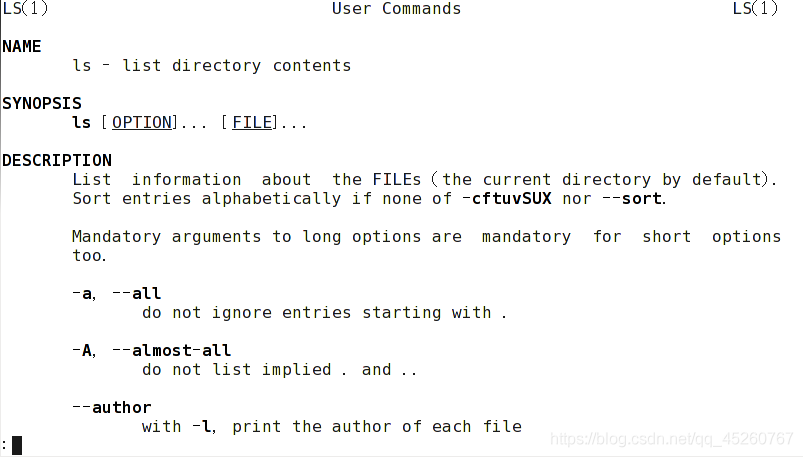 LS(1) User Commands LS(1)
NAME
ls - list directory contents
SYNOPSIS
ls [OPTION]... [FILE]...
DESCRIPTION
List information about the FILEs (the current directory by default).
Sort entries alphabetically if none of -cftuvSUX nor --sort.
Mandatory arguments to long options are mandatory for short options
too.
-a, --all
do not ignore entries starting with .
-A, --almost-all
do not list implied . and ..
--author
with -l, print the author of each file
:
https://blog.csdn.net/qq_45260767